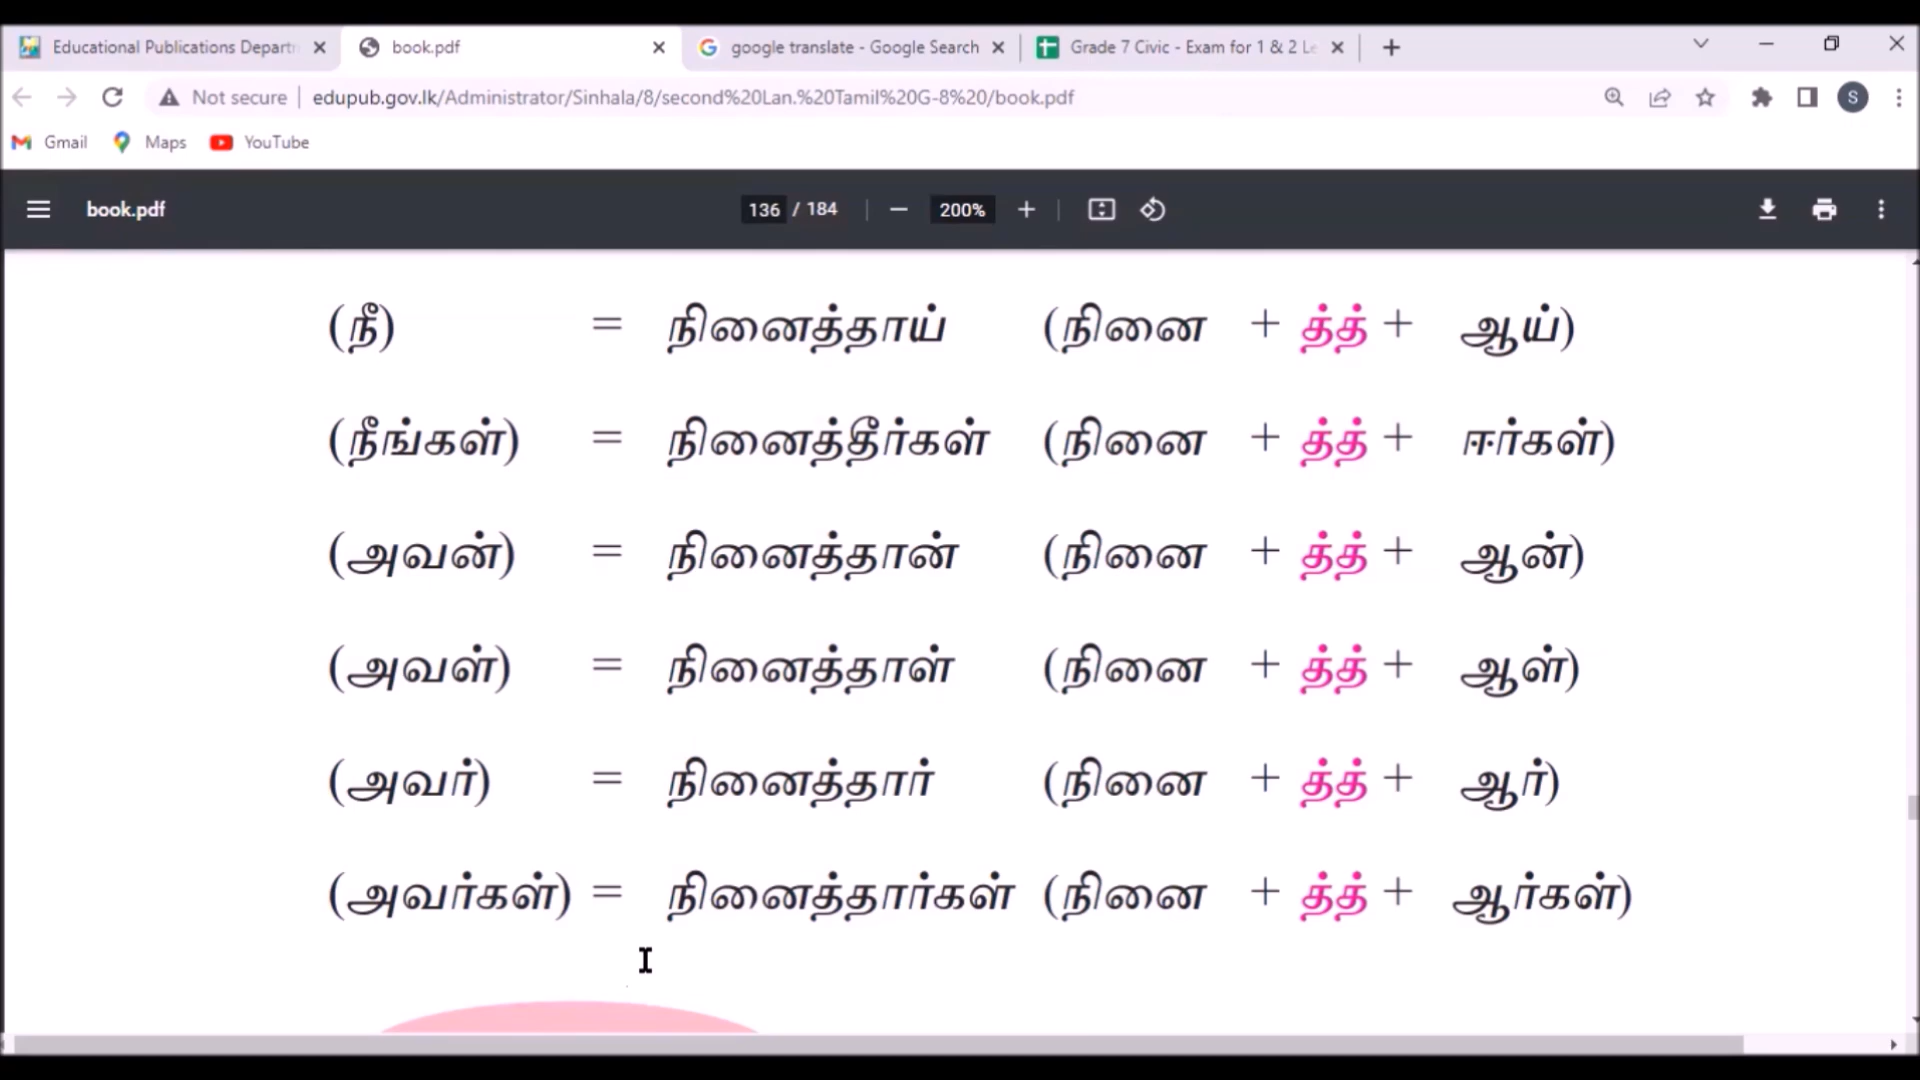 Educational Publications Departr
book.pdf
google translate - Google Search
Grade 7 Civic - Exam for 1 & 2 Le
Not secure edupub.gov.lk/Administrator/Sinhala/8/second%20Lan.%20Tamil%20G-8%20/book.pdf
S
Gmail Maps YouTube
book.pdf 136 / 184 200%
(நீ) = நினைத்தாய் (நினை + த்த் + ஆய்)
(நீங்கள்) = நினைத்தீர்கள் (நினை + த்த் + ஈர்கள்)
(அவன்) = நினைத்தான் (நினை + த்த் + ஆன்)
(அவள்) = நினைத்தாள் (நினை + த்த் + ஆள்)
(அவர்) = நினைத்தார் (நினை + த்த் + ஆர்)
(அவர்கள்) = நினைத்தார்கள் (நினை + த்த் + ஆர்கள்)